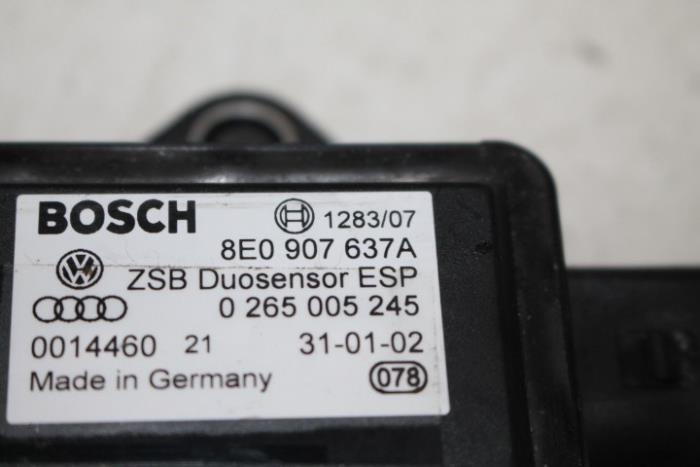 BOSCH 1283/07
8E0 907 637A
ZSB Duosensor ESP
0 265 005 245
0014460 21 31-01-02
Made in Germany 078